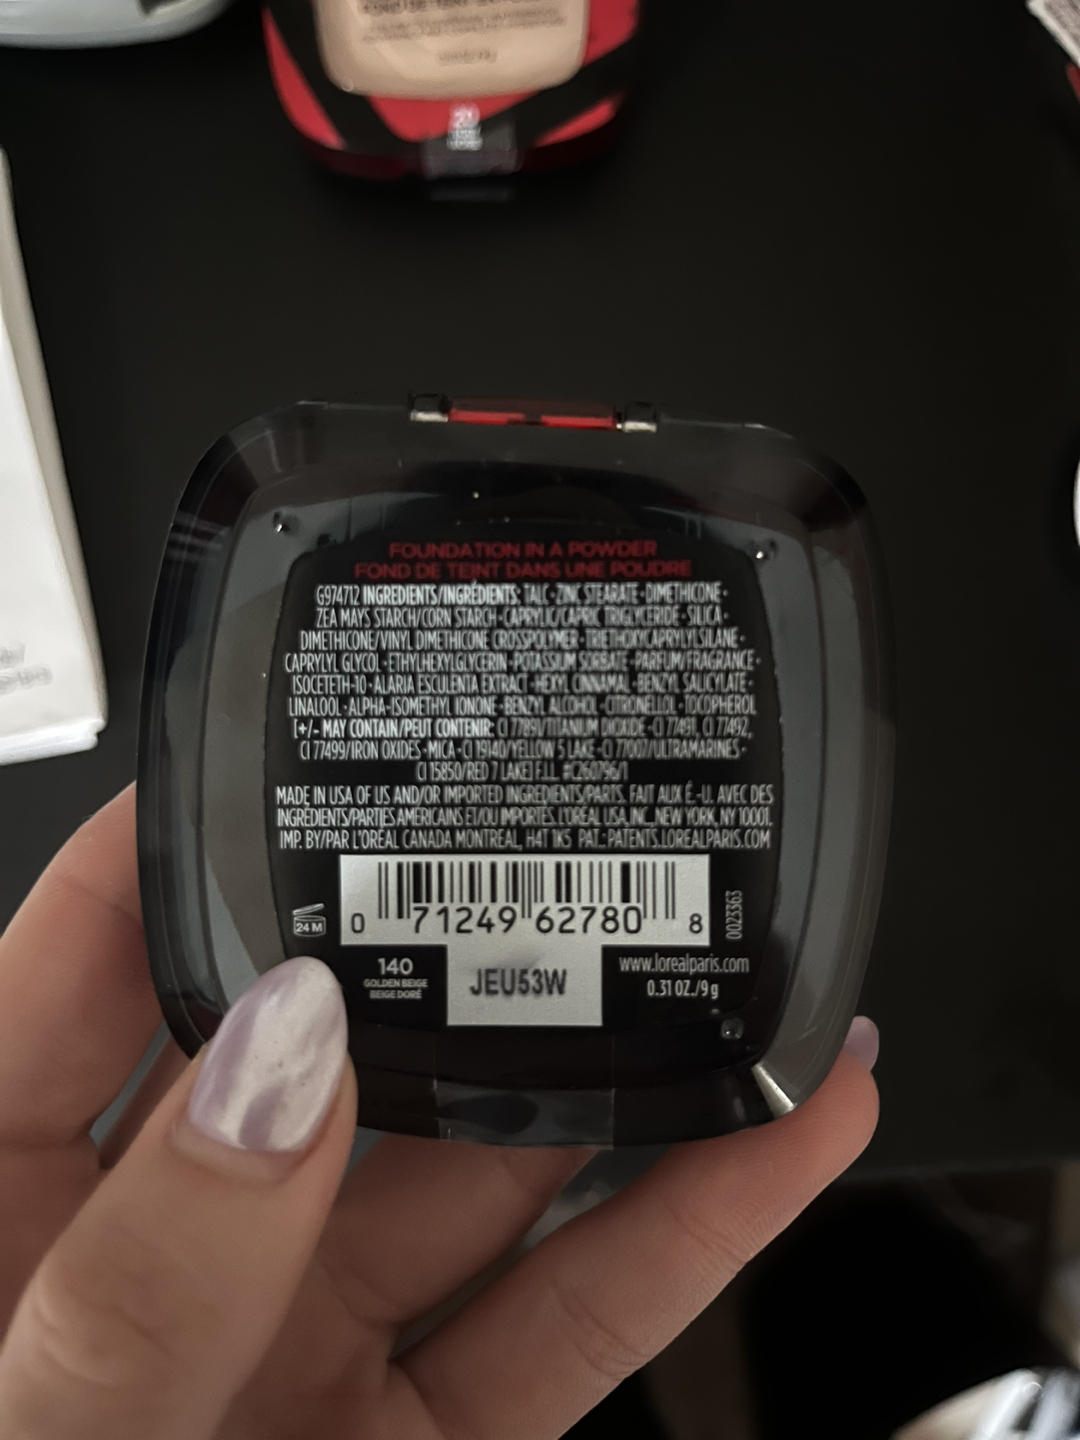 FOUNDATION IN A POWDER
FOND DE TEINT DANS UNE POUDRE
G974712 INGREDIENTS/INGRÉDIENTS: TALC • ZINC STEARATE • DIMETHICONE •
ZEA MAYS STARCH/CORN STARCH • CAPRYLIC/CAPRIC TRIGLYCERIDE • SILICA •
DIMETHICONE/VINYL DIMETHICONE CROSSPOLYMER • TRIETHOXYCAPRYLYLSILANE •
CAPRYLYL GLYCOL • ETHYLHEXYLGLYCERIN • POTASSIUM SORBATE • PARFUM/FRAGRANCE •
ISOCETETH-10 • ALARIA ESCULENTA EXTRACT • HEXYL CINNAMAL • BENZYL SALICYLATE •
LINALOOL • ALPHA-ISOMETHYL IONONE • BENZYL ALCOHOL • CITRONELLOL • TOCOPHEROL
[+/- MAY CONTAIN/PEUT CONTENIR: CI 77891/TITANIUM DIOXIDE • CI 77491, CI 77492,
CI 77499/IRON OXIDES • MICA • CI 19140/YELLOW 5 LAKE • CI 77007/ULTRAMARINES •
CI 15850/RED 7 LAKE] F.I.L. #C260796/1
MADE IN USA OF US AND/OR IMPORTED INGREDIENTS/PARTS. FAIT AUX É.-U. AVEC DES
INGRÉDIENTS/PARTIES AMÉRICAINS ET/OU IMPORTÉS. L'ORÉAL USA, INC., NEW YORK, NY 10001.
IMP. BY/PAR L'ORÉAL CANADA MONTREAL, H4T 1K5 PAT.: PATENTS.LOREALPARIS.COM
0 71249 62780 8
0023363
24 M
140
GOLDEN BEIGE
BEIGE DORÉ
JEU53W
www.lorealparis.com
0.31 OZ./9 g